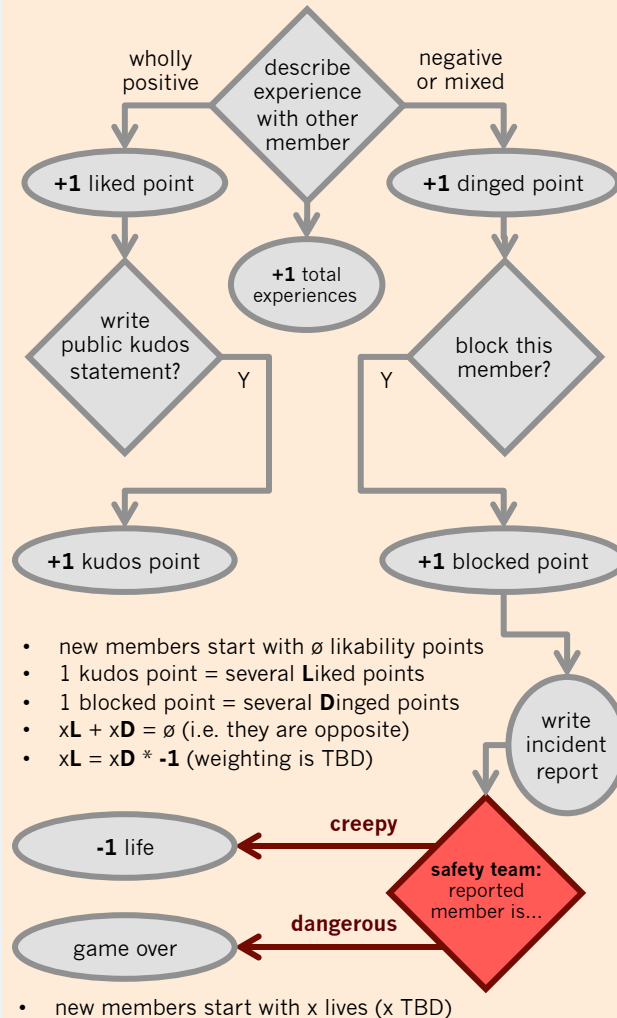 wholly
positive
describe
experience
with other
member
negative
or mixed
+1 liked point
+1 dinged point
+1 total
experiences
write
public kudos
statement?
Y
block this
member?
Y
+1 kudos point
+1 blocked point
• new members start with ø likability points
• 1 kudos point = several Liked points
• 1 blocked point = several Dinged points
• xL + xD = ø (i.e. they are opposite)
• xL = xD * -1 (weighting is TBD)
write
incident
report
creepy
-1 life
safety team:
reported
member is...
dangerous
game over
• new members start with x lives (x TBD)